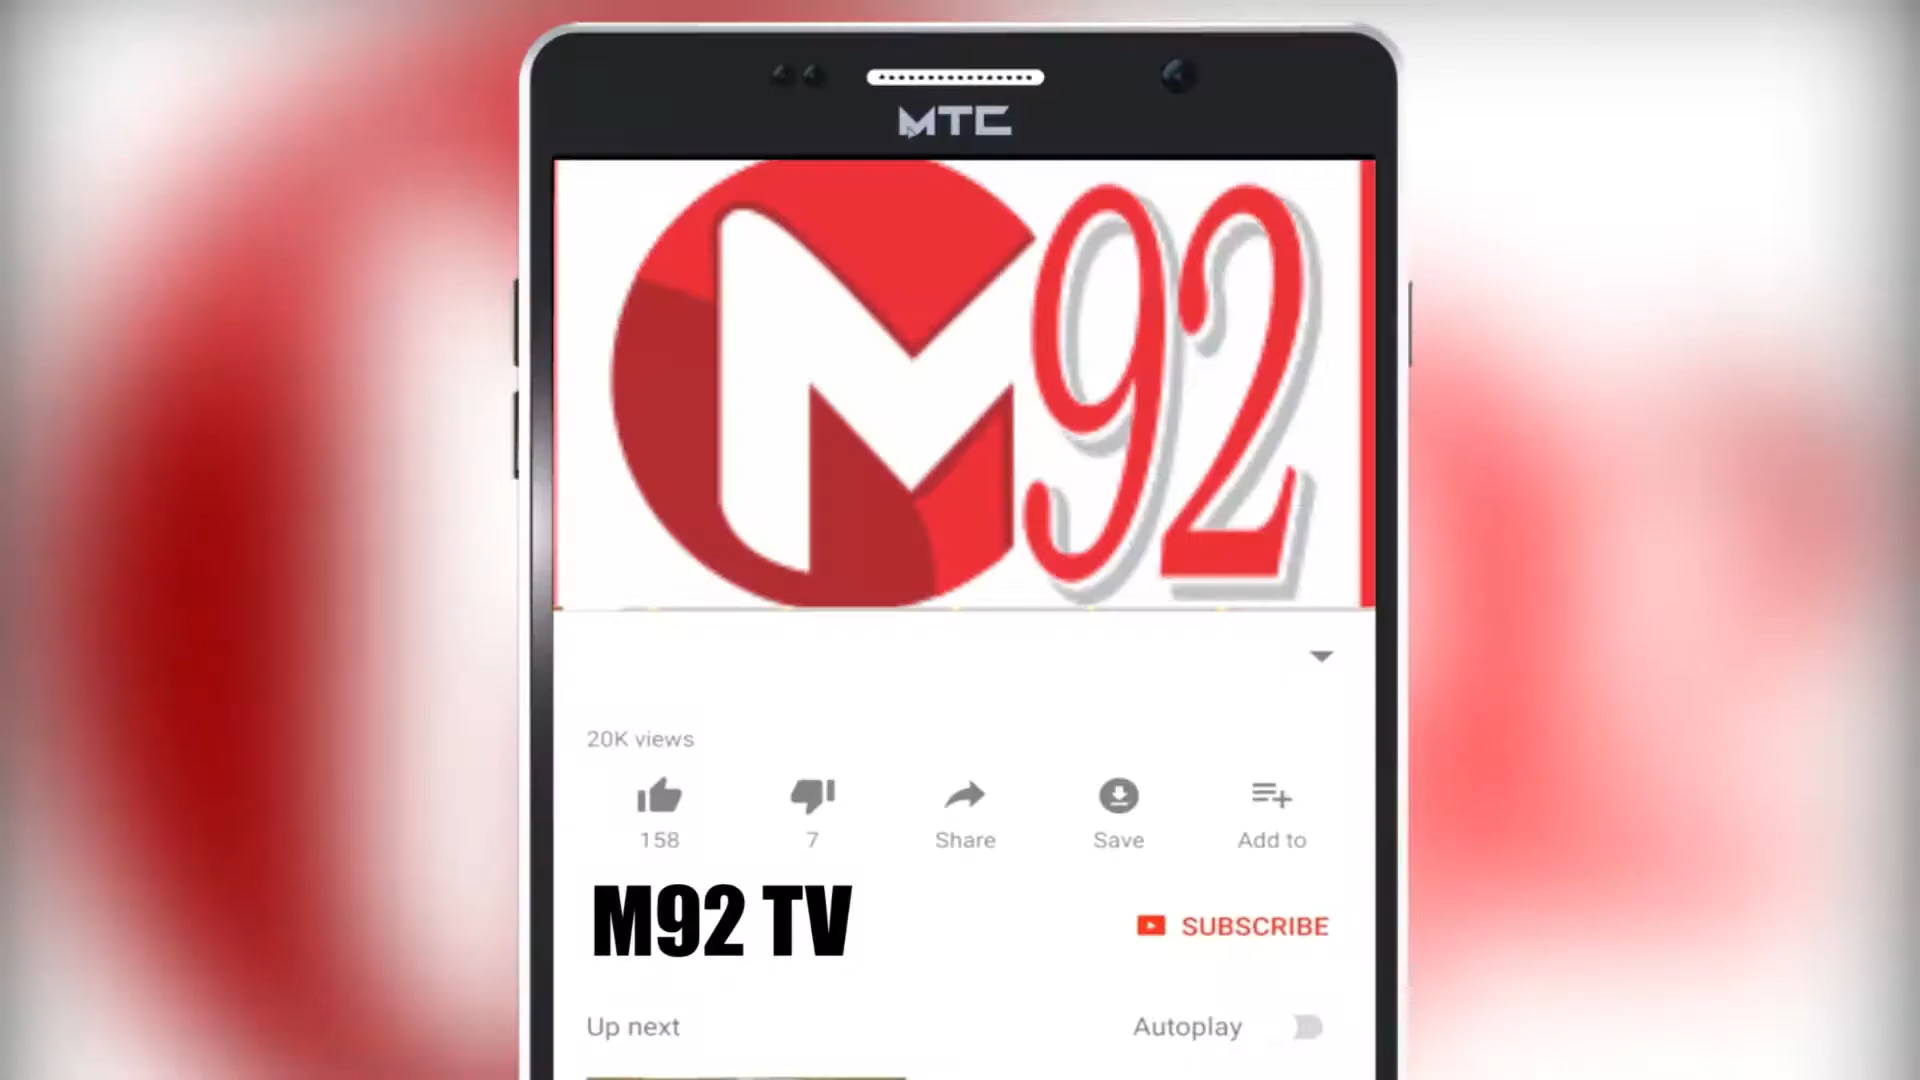 MTC
M92
20K views
158
7
Share
Save
Add to
M92 TV
SUBSCRIBE
Up next
Autoplay